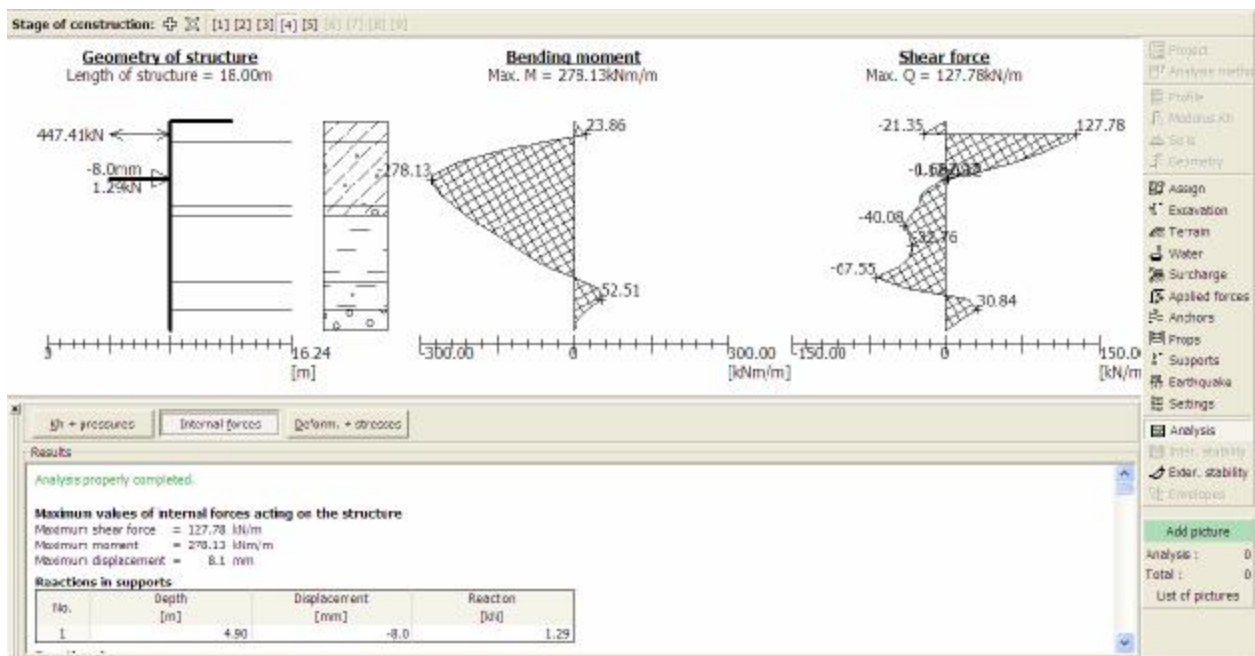 Stage of construction: [1] [2] [3] [4] [5] [6] [7] [8] [9]
Geometry of structure
Length of structure = 18.00m
Bending moment
Max. M = 278.13kNm/m
Shear force
Max. Q = 127.78kN/m
447.41kN
-8.0mm
1.29kN
23.86
-278.13
52.51
-21.35
127.78
-40.08
-32.76
-67.55
30.84
16.24
[m]
-300.00
0
300.00
[kNm/m]
-150.00
0
[kN/m
Project
Analysis metho
Profile
Modulus Kh
Soils
Geometry
Assign
Excavation
Terrain
Water
Surcharge
Applied forces
Anchors
Props
Supports
Earthquake
Settings
Analysis
Inter. stability
Exter. stability
Envelopes
Add picture
Analysis : 0
Total : 0
List of pictures
Kh + pressures
Internal forces
Deform. + stresses
Results
Analysis properly completed.
Maximum values of internal forces acting on the structure
Maximum shear force = 127.78 kN/m
Maximum moment = 278.13 kNm/m
Maximum displacement = 8.1 mm
Reactions in supports
No. Depth Displacement Reaction
[m] [mm] [kN]
1 4.90 -8.0 1.29